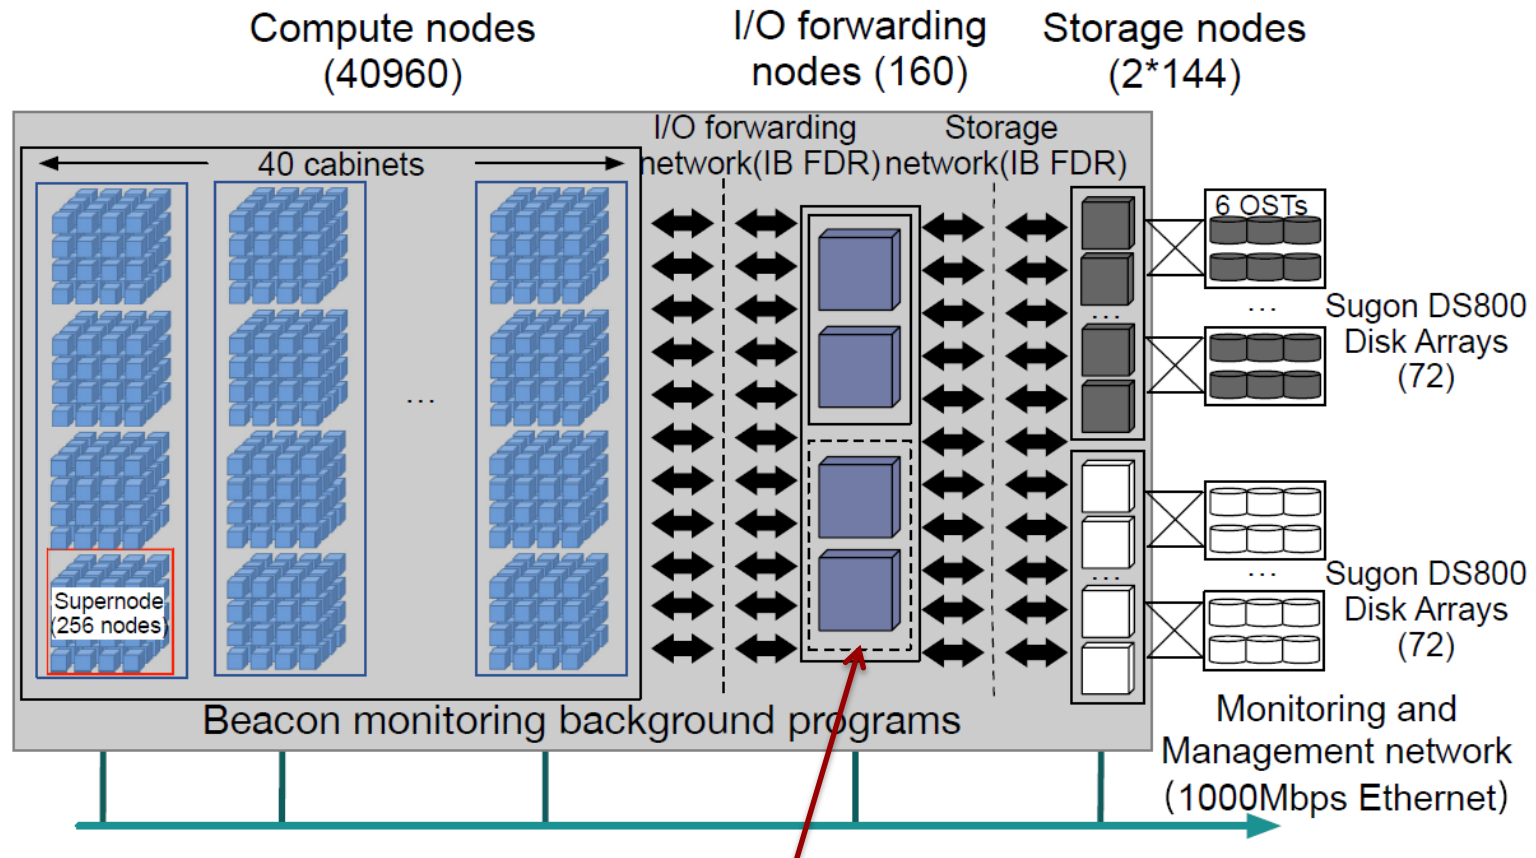 Compute nodes
(40960)
I/O forwarding
nodes (160)
Storage nodes
(2*144)
I/O forwarding
network(IB FDR)
Storage
network(IB FDR)
40 cabinets
6 OSTs
...
Sugon DS800
Disk Arrays
(72)
...
...
...
Sugon DS800
Disk Arrays
(72)
...
...
Supernode
(256 nodes)
Beacon monitoring background programs
Monitoring and
Management network
(1000Mbps Ethernet)